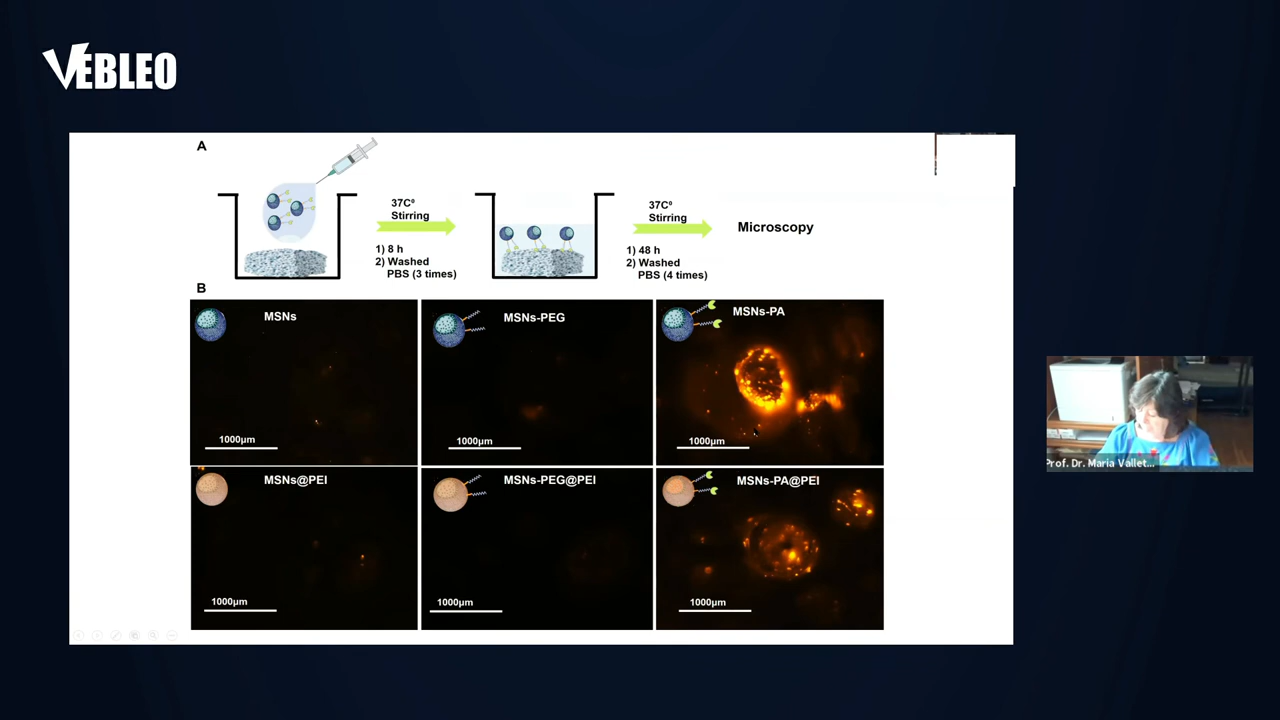 VEBLEO
A
37Cº
Stirring
1) 8 h
2) Washed
PBS (3 times)
37Cº
Stirring
1) 48 h
2) Washed
PBS (4 times)
Microscopy
B
MSNs
1000µm
MSNs-PEG
1000µm
MSNs-PA
1000µm
MSNs@PEI
1000µm
MSNs-PEG@PEI
1000µm
MSNs-PA@PEI
1000µm
Prof. Dr. Maria Vallet...